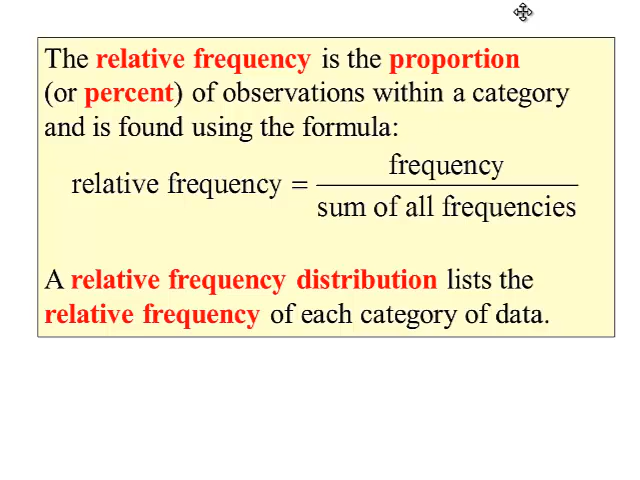 The relative frequency is the proportion
(or percent) of observations within a category
and is found using the formula:
relative frequency = frequency / sum of all frequencies
A relative frequency distribution lists the
relative frequency of each category of data.